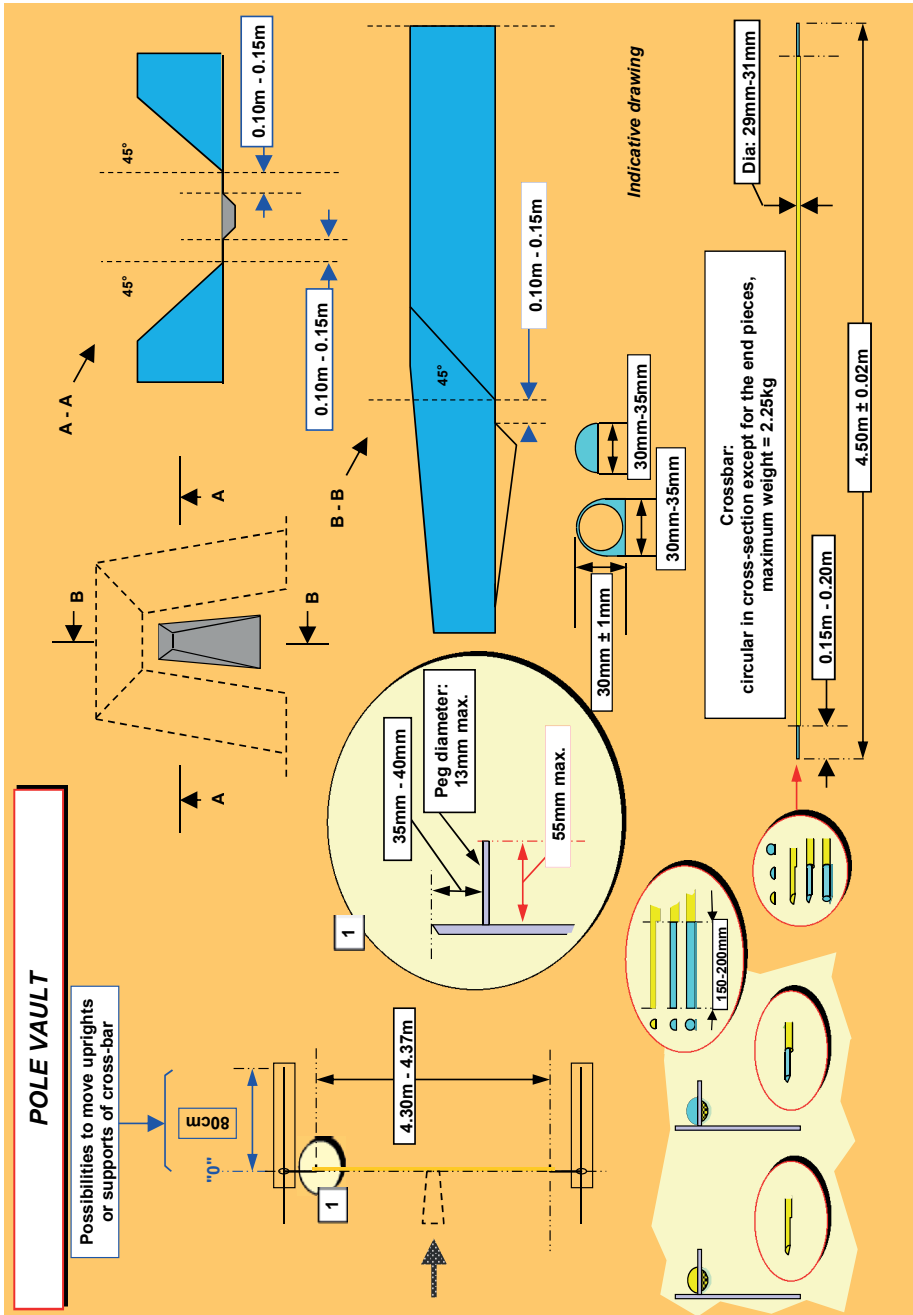 POLE VAULT
Possibilities to move uprights
or supports of cross-bar
80cm
"0"
1
4.30m - 4.37m
A
A
B
B
A - A
45°
45°
0.10m - 0.15m
0.10m - 0.15m
1
35mm - 40mm
Peg diameter:
13mm max.
55mm max.
B - B
45°
0.10m - 0.15m
30mm ± 1mm
30mm-35mm
30mm-35mm
Indicative drawing
150-200mm
Crossbar:
circular in cross-section except for the end pieces,
maximum weight = 2.25kg
Dia: 29mm-31mm
0.15m - 0.20m
4.50m ± 0.02m